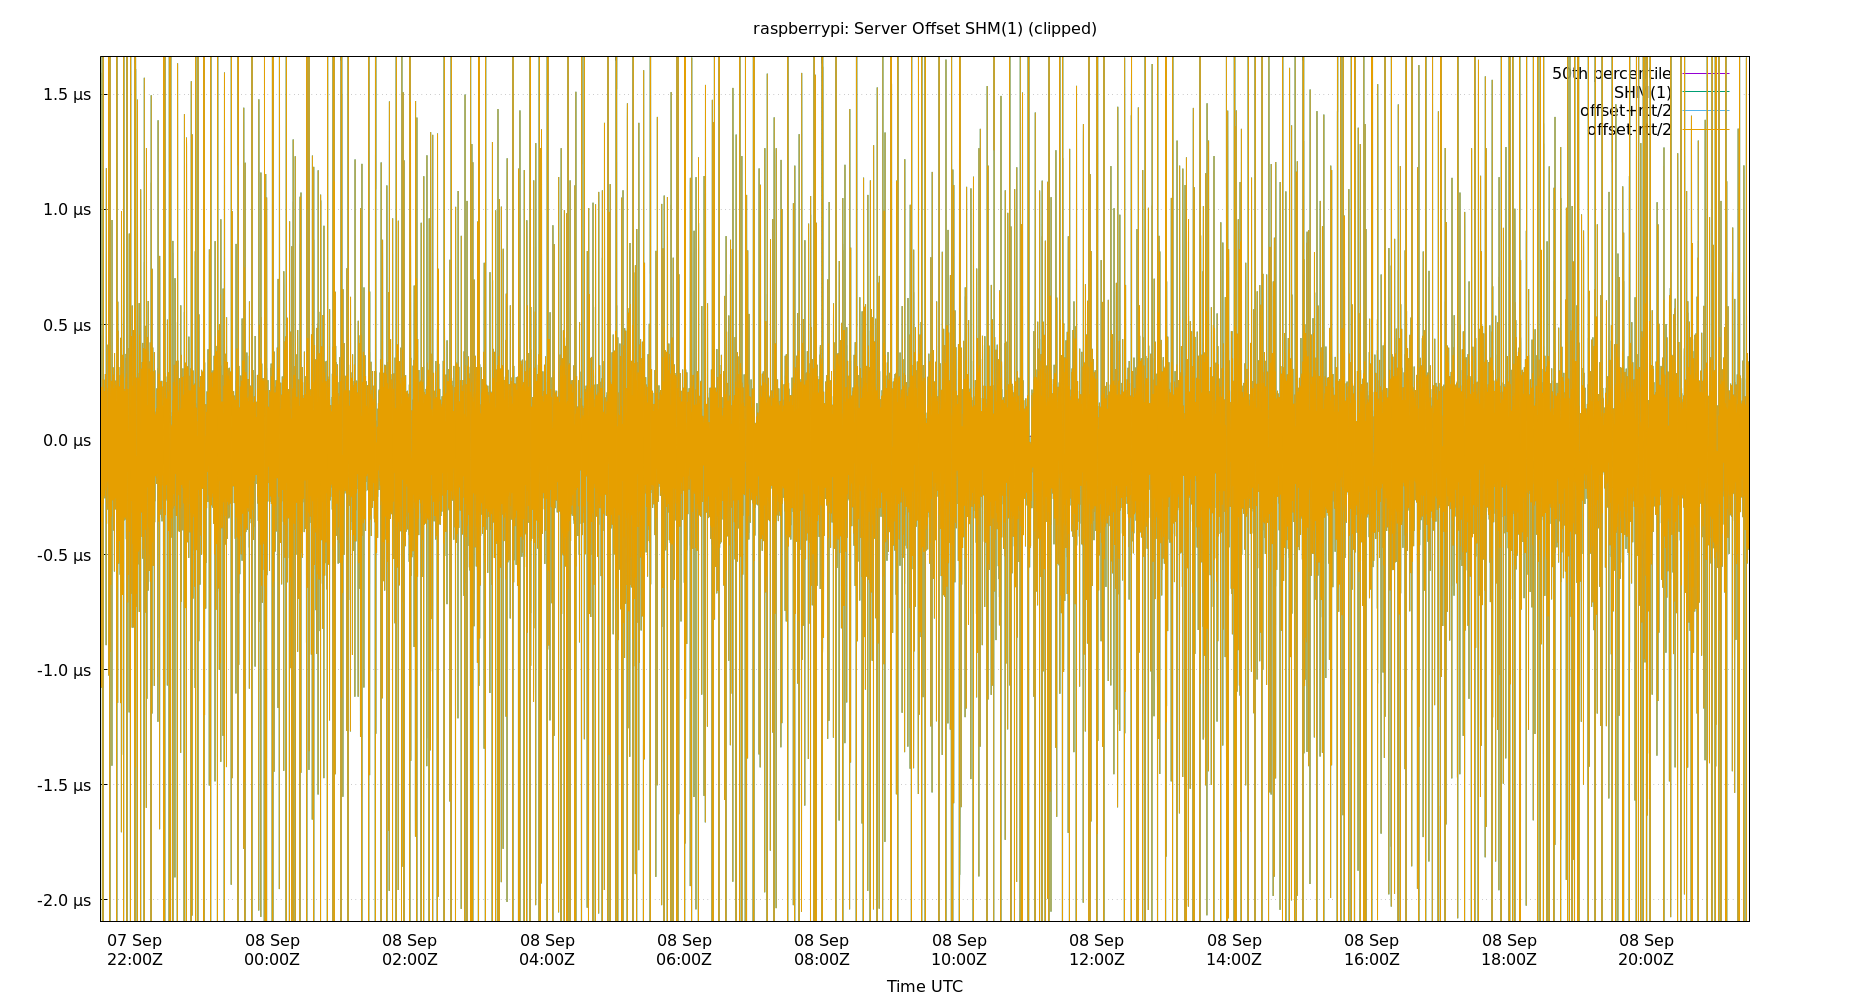 raspberrypi: Server Offset SHM(1) (clipped)
50th percentile
SHM(1)
offset+rtt/2
offset-rtt/2
1.5 µs
1.0 µs
0.5 µs
0.0 µs
-0.5 µs
-1.0 µs
-1.5 µs
-2.0 µs
07 Sep 08 Sep 08 Sep 08 Sep 08 Sep 08 Sep 08 Sep 08 Sep 08 Sep 08 Sep 08 Sep 08 Sep
22:00Z 00:00Z 02:00Z 04:00Z 06:00Z 08:00Z 10:00Z 12:00Z 14:00Z 16:00Z 18:00Z 20:00Z
Time UTC